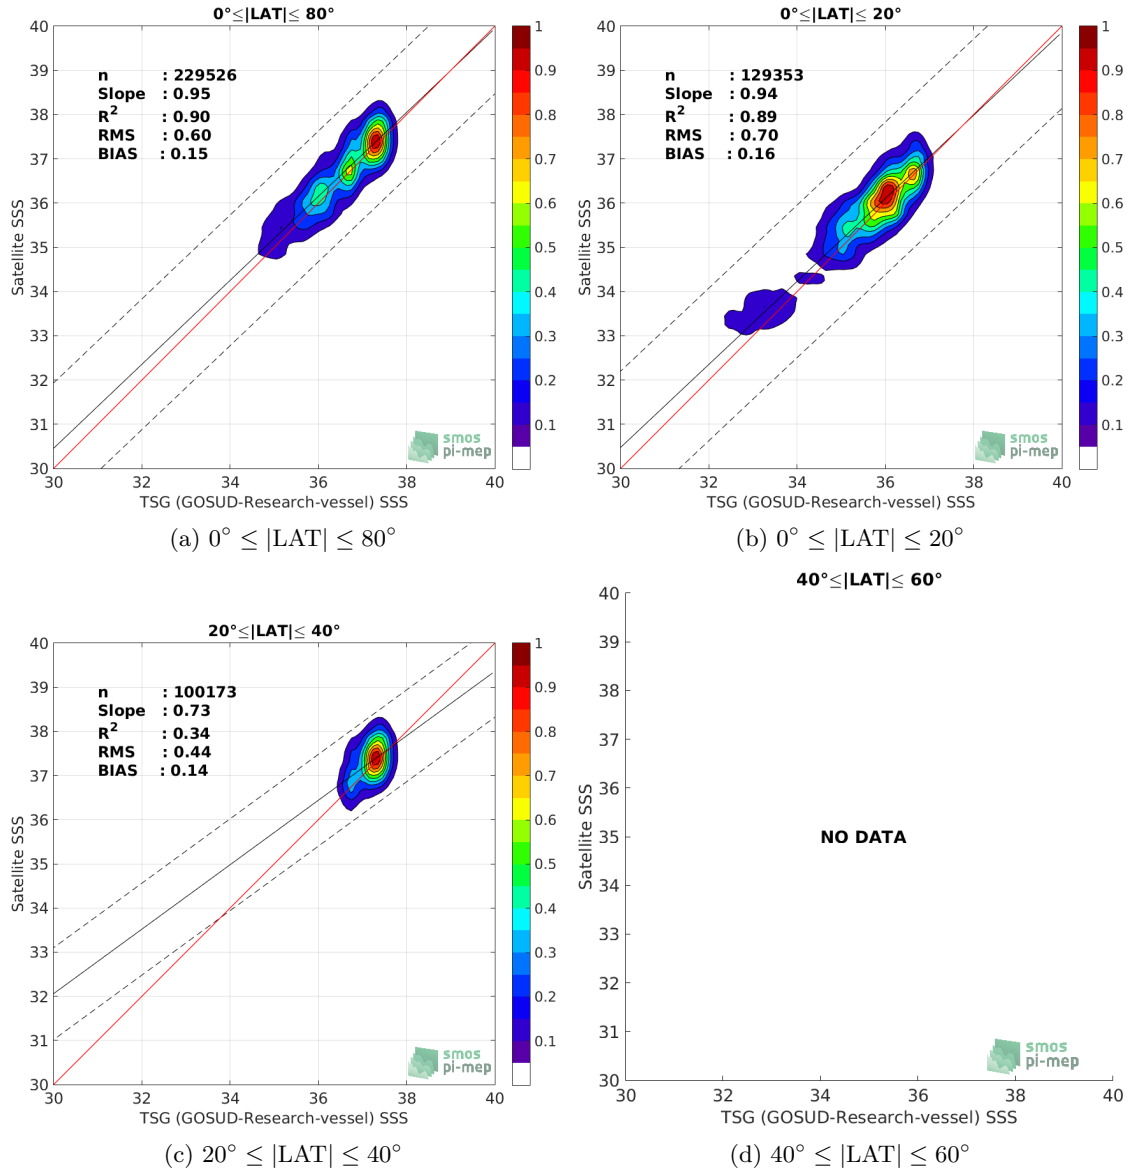 0°≤|LAT|≤ 80°
n : 229526
Slope : 0.95
R² : 0.90
RMS : 0.60
BIAS : 0.15
40
39
38
37
36
35
34
33
32
31
30
Satellite SSS
30 32 34 36 38 40
TSG (GOSUD-Research-vessel) SSS
1
0.9
0.8
0.7
0.6
0.5
0.4
0.3
0.2
0.1
smos
pi-mep
(a) 0° ≤ |LAT| ≤ 80°
0°≤|LAT|≤ 20°
n : 129353
Slope : 0.94
R² : 0.89
RMS : 0.70
BIAS : 0.16
40
39
38
37
36
35
34
33
32
31
30
Satellite SSS
30 32 34 36 38 40
TSG (GOSUD-Research-vessel) SSS
1
0.9
0.8
0.7
0.6
0.5
0.4
0.3
0.2
0.1
smos
pi-mep
(b) 0° ≤ |LAT| ≤ 20°
20°≤|LAT|≤ 40°
n : 100173
Slope : 0.73
R² : 0.34
RMS : 0.44
BIAS : 0.14
40
39
38
37
36
35
34
33
32
31
30
Satellite SSS
30 32 34 36 38 40
TSG (GOSUD-Research-vessel) SSS
1
0.9
0.8
0.7
0.6
0.5
0.4
0.3
0.2
0.1
smos
pi-mep
(c) 20° ≤ |LAT| ≤ 40°
40°≤|LAT|≤ 60°
40
39
38
37
36
35
34
33
32
31
30
Satellite SSS
NO DATA
30 32 34 36 38 40
TSG (GOSUD-Research-vessel) SSS
smos
pi-mep
(d) 40° ≤ |LAT| ≤ 60°